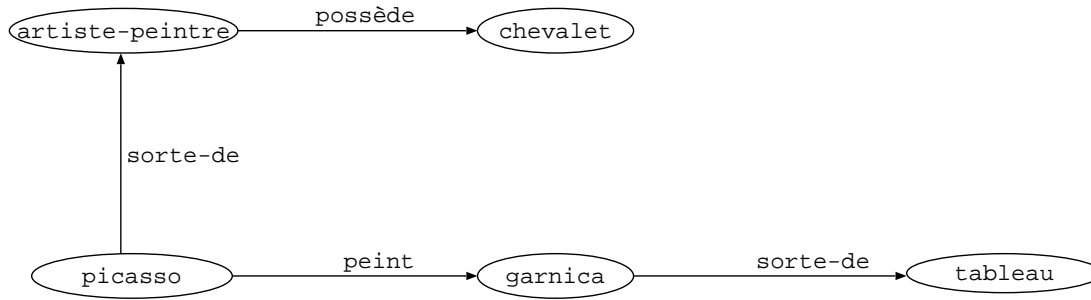 possède
artiste-peintre
chevalet
sorte-de
peint
sorte-de
picasso
garnica
tableau